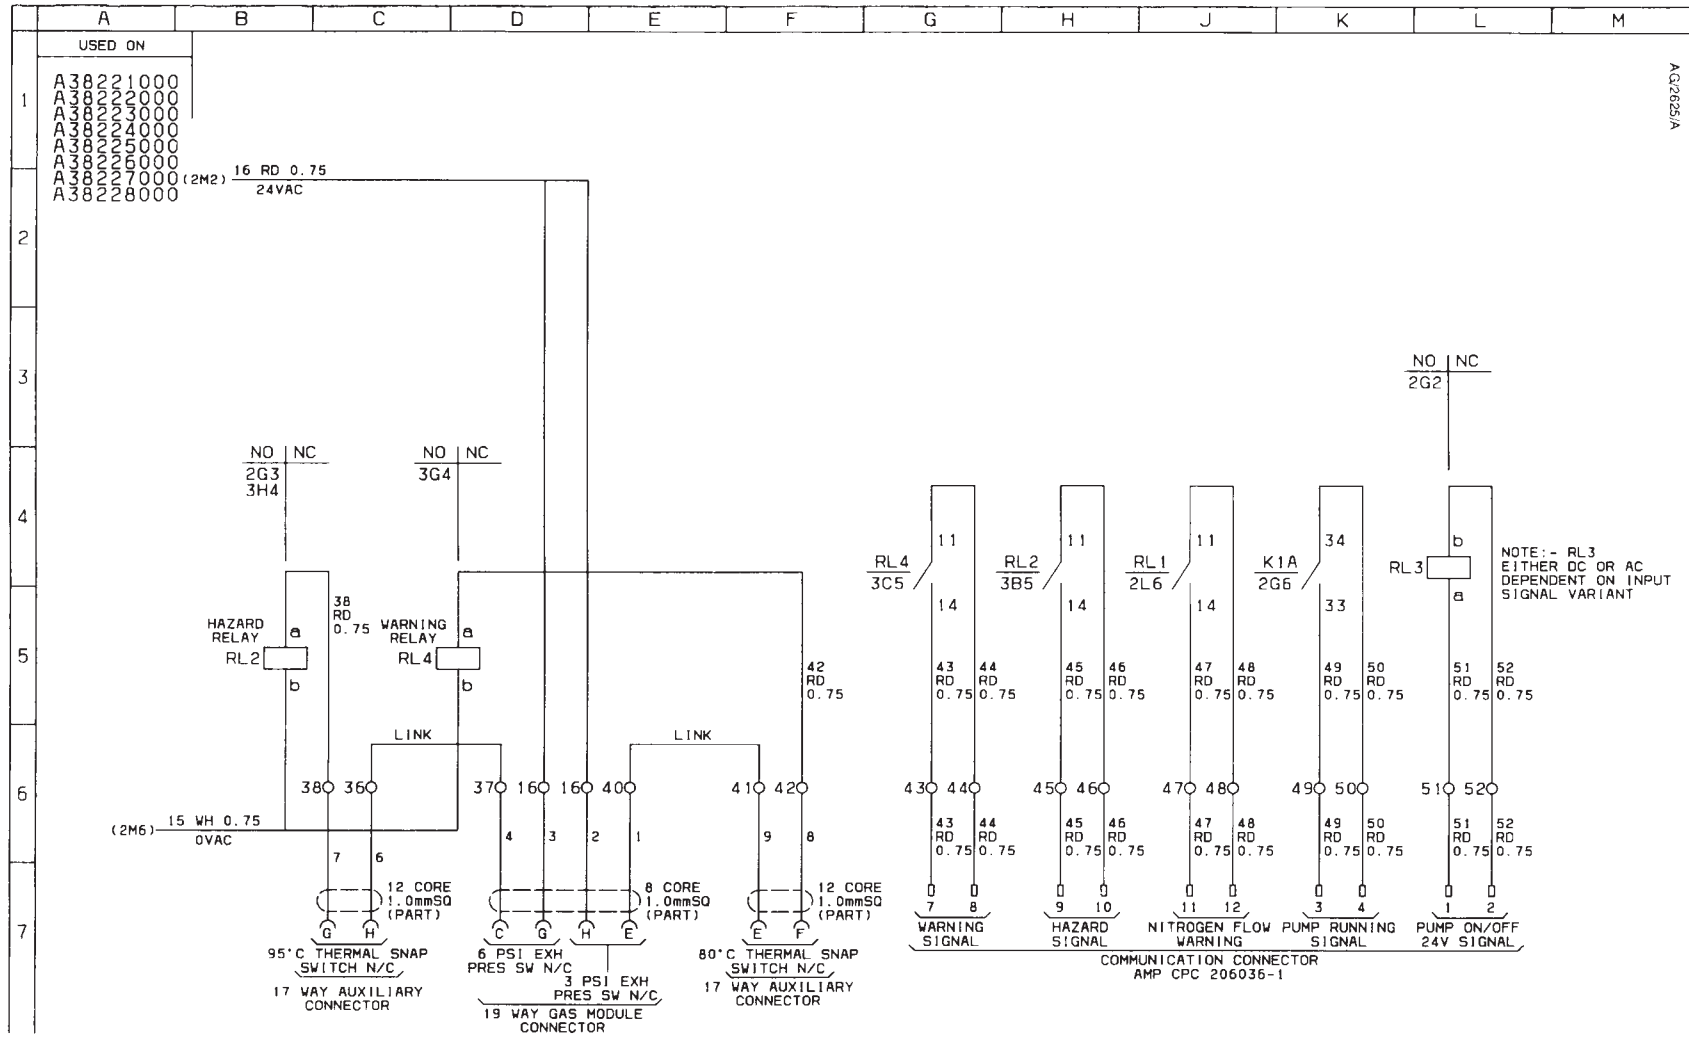 A B C D E F G H J K L M
USED ON
A38221000
A38222000
A38223000
A38224000
A38225000
A38226000
A38227000
A38228000
AG/2625/A
1
2
3
4
5
6
7
(2M2) 16 RD 0.75
24VAC
NO NC
2G2
NO NC
2G3
3H4
NO NC
3G4
38
RD
0.75
HAZARD
RELAY
RL2
a
b
WARNING
RELAY
RL4
a
b
42
RD
0.75
LINK
LINK
RL4
3C5
11
14
RL2
3B5
11
14
RL1
2L6
11
14
K1A
2G6
34
33
RL3
b
a
NOTE:- RL3
EITHER DC OR AC
DEPENDENT ON INPUT
SIGNAL VARIANT
43 44 45 46 47 48 49 50 51 52
RD RD RD RD RD RD RD RD RD RD
0.75 0.75 0.75 0.75 0.75 0.75 0.75 0.75 0.75 0.75
38 36 37 16 16 40 41 42 43 44 45 46 47 48 49 50 51 52
(2M6) 15 WH 0.75
0VAC
43 44 45 46 47 48 49 50 51 52
RD RD RD RD RD RD RD RD RD RD
0.75 0.75 0.75 0.75 0.75 0.75 0.75 0.75 0.75 0.75
7 6 4 3 2 1 9 8
12 CORE
1.0mmSQ
(PART)
8 CORE
1.0mmSQ
(PART)
12 CORE
1.0mmSQ
(PART)
G H C G H E E F
7 8 9 10 11 12 3 4 1 2
95°C THERMAL SNAP
SWITCH N/C
17 WAY AUXILIARY
CONNECTOR
6 PSI EXH
PRES SW N/C
3 PSI EXH
PRES SW N/C
19 WAY GAS MODULE
CONNECTOR
80°C THERMAL SNAP
SWITCH N/C
17 WAY AUXILIARY
CONNECTOR
WARNING
SIGNAL
HAZARD
SIGNAL
NITROGEN FLOW
WARNING
PUMP RUNNING
SIGNAL
PUMP ON/OFF
24V SIGNAL
COMMUNICATION CONNECTOR
AMP CPC 206036-1